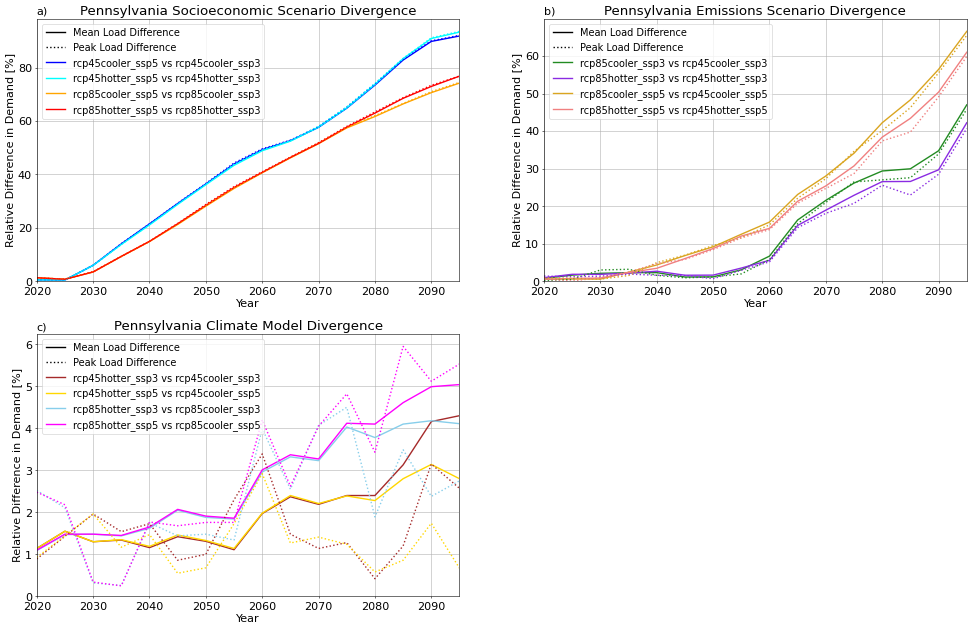 a)
Pennsylvania Socioeconomic Scenario Divergence
Relative Difference in Demand [%]
80
60
40
20
0
Mean Load Difference
Peak Load Difference
rcp45cooler_ssp5 vs rcp45cooler_ssp3
rcp45hotter_ssp5 vs rcp45hotter_ssp3
rcp85cooler_ssp5 vs rcp85cooler_ssp3
rcp85hotter_ssp5 vs rcp85hotter_ssp3
2020 2030 2040 2050 2060 2070 2080 2090
Year
b)
Pennsylvania Emissions Scenario Divergence
Relative Difference in Demand [%]
60
50
40
30
20
10
0
Mean Load Difference
Peak Load Difference
rcp85cooler_ssp3 vs rcp45cooler_ssp3
rcp85hotter_ssp3 vs rcp45hotter_ssp3
rcp85cooler_ssp5 vs rcp45cooler_ssp5
rcp85hotter_ssp5 vs rcp45hotter_ssp5
2020 2030 2040 2050 2060 2070 2080 2090
Year
c)
Pennsylvania Climate Model Divergence
Relative Difference in Demand [%]
6
5
4
3
2
1
0
Mean Load Difference
Peak Load Difference
rcp45hotter_ssp3 vs rcp45cooler_ssp3
rcp45hotter_ssp5 vs rcp45cooler_ssp5
rcp85hotter_ssp3 vs rcp85cooler_ssp3
rcp85hotter_ssp5 vs rcp85cooler_ssp5
2020 2030 2040 2050 2060 2070 2080 2090
Year